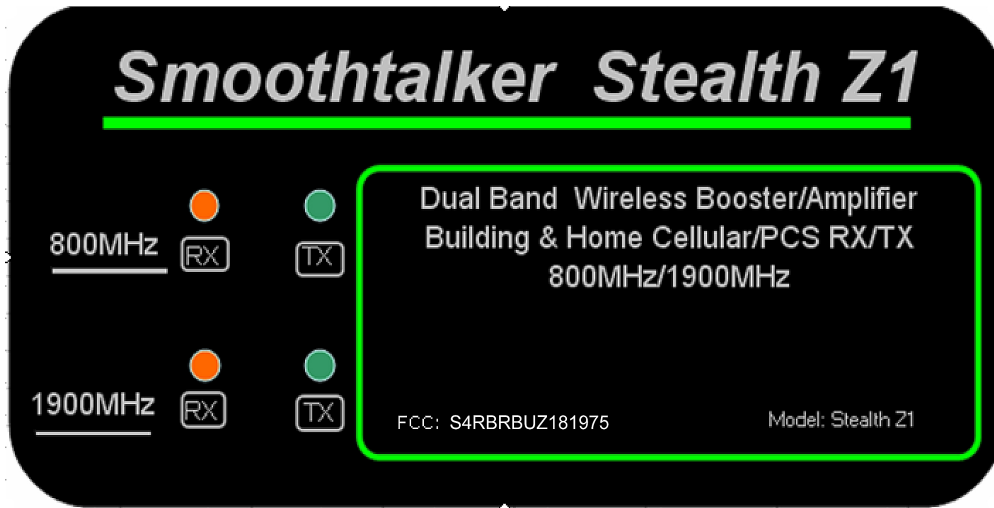 Smoothtalker Stealth Z1
Dual Band Wireless Booster/Amplifier
Building & Home Cellular/PCS RX/TX
800MHz/1900MHz
800MHz
RX
TX
1900MHz
RX
TX
FCC: S4RBRBUZ181975
Model: Stealth Z1